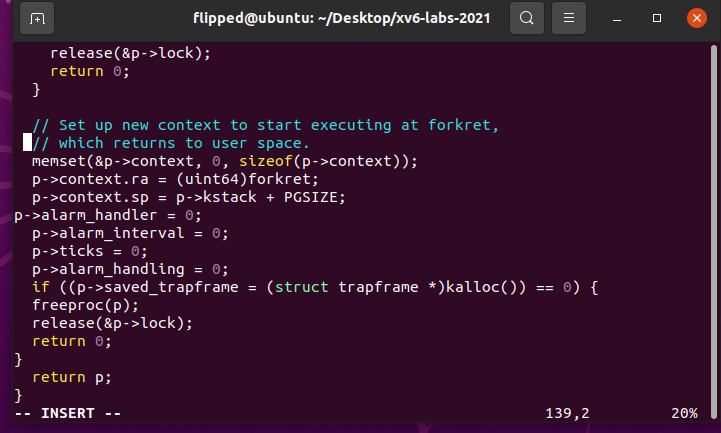 flipped@ubuntu: ~/Desktop/xv6-labs-2021
    release(&p->lock);
    return 0;
  }

  // Set up new context to start executing at forkret,
  // which returns to user space.
  memset(&p->context, 0, sizeof(p->context));
  p->context.ra = (uint64)forkret;
  p->context.sp = p->kstack + PGSIZE;
p->alarm_handler = 0;
  p->alarm_interval = 0;
  p->ticks = 0;
  p->alarm_handling = 0;
  if ((p->saved_trapframe = (struct trapframe *)kalloc()) == 0) {
  freeproc(p);
  release(&p->lock);
  return 0;
}
  return p;
}
-- INSERT -- 139,2 20%